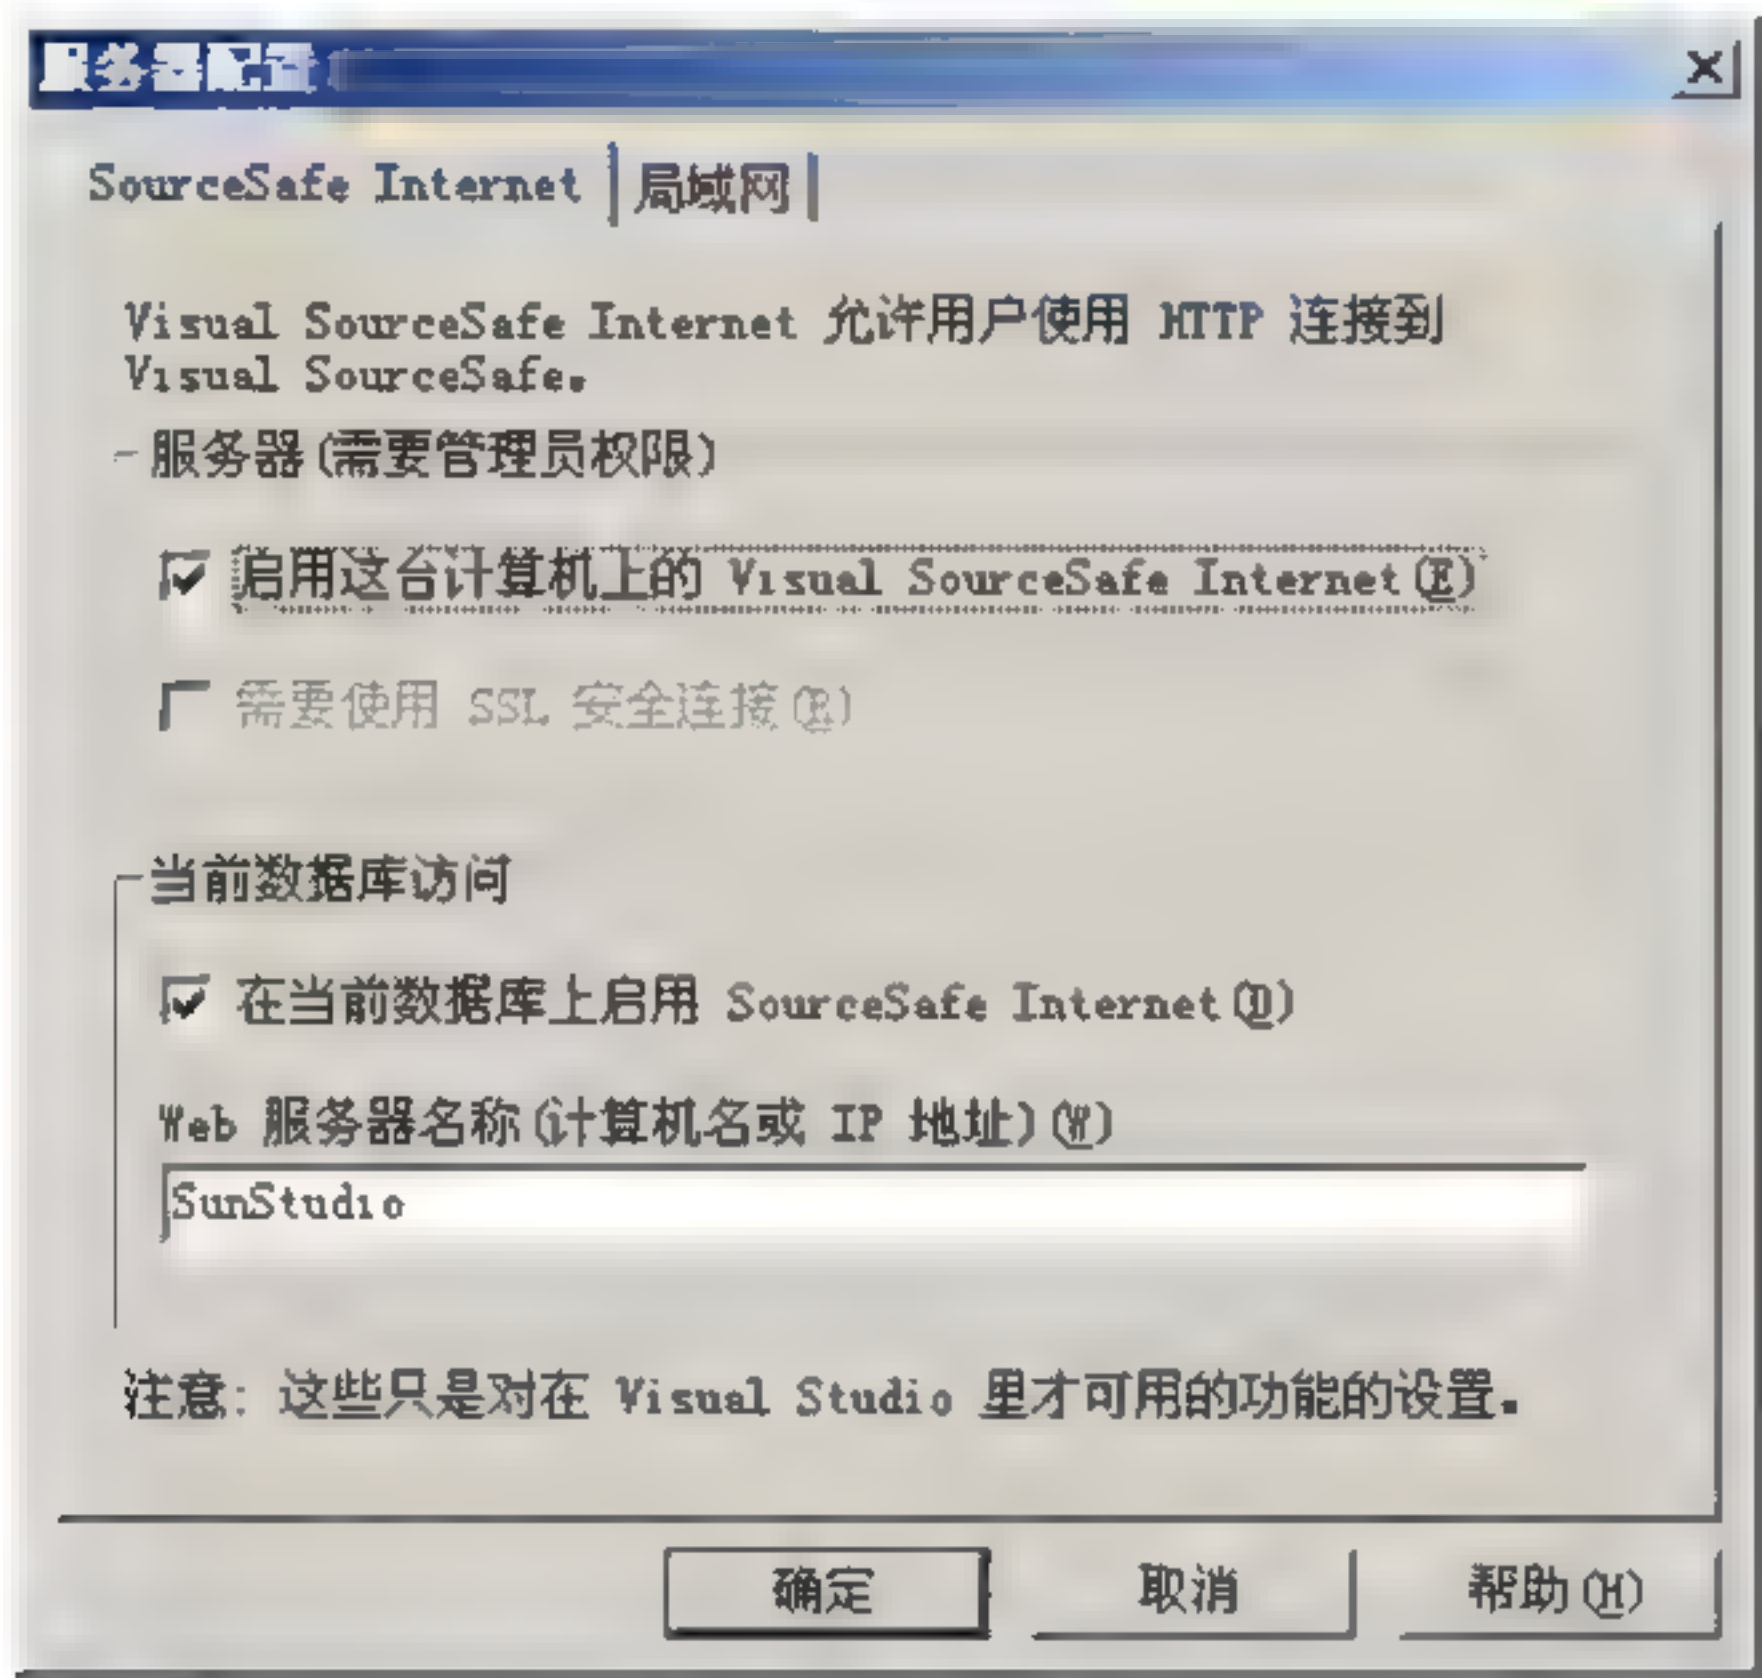 服务器配置
SourceSafe Internet 局域网
Visual SourceSafe Internet 允许用户使用 HTTP 连接到
Visual SourceSafe。
服务器(需要管理员权限)
启用这台计算机上的 Visual SourceSafe Internet(E)
需要使用 SSL 安全连接(R)
当前数据库访问
在当前数据库上启用 SourceSafe Internet(D)
Web 服务器名称(计算机名或 IP 地址)(W)
SunStudio
注意: 这些只是对在 Visual Studio 里才可用的功能的设置。
确定 取消 帮助(H)